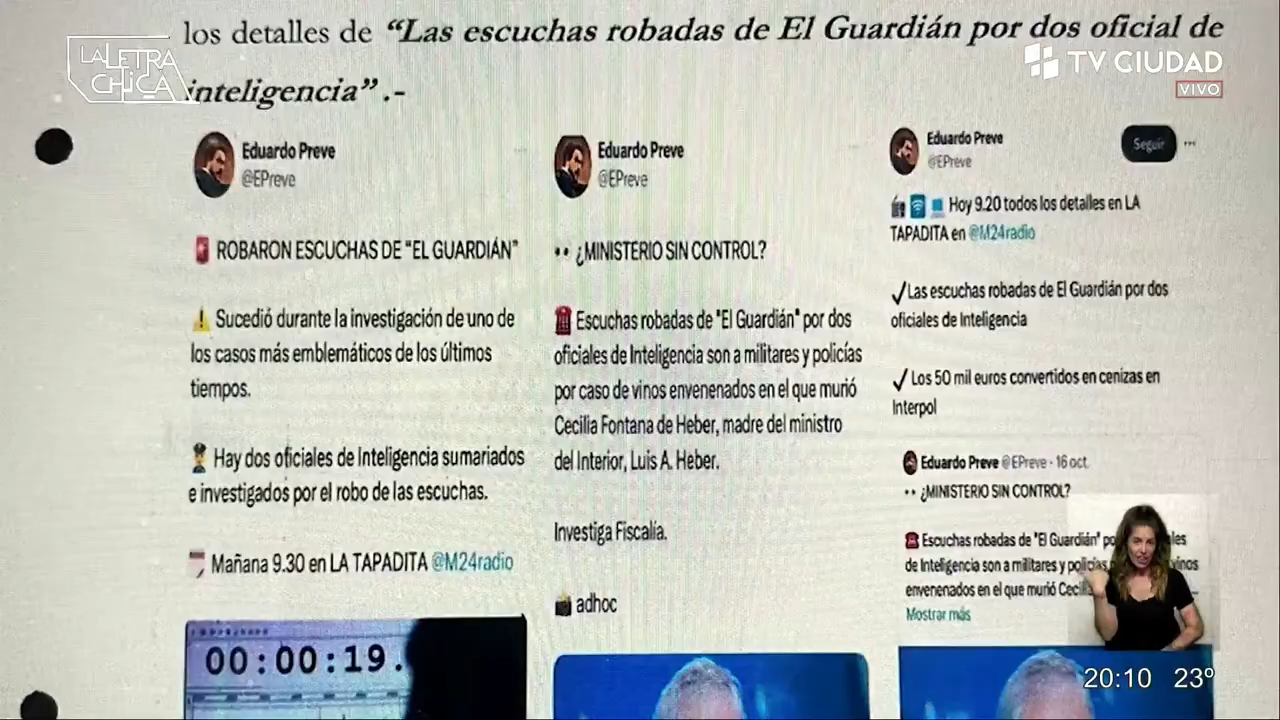 los detalles de “Las escuchas robadas de El Guardián por dos oficial de
inteligencia”.-
LA LETRA
CHICA
TV CIUDAD
VIVO
Eduardo Preve
@EPreve
ROBARON ESCUCHAS DE "EL GUARDIÁN"
Sucedió durante la investigación de uno de
los casos más emblemáticos de los últimos
tiempos.
Hay dos oficiales de Inteligencia sumariados
e investigados por el robo de las escuchas.
Mañana 9.30 en LA TAPADITA @M24radio
00:00:19.
Eduardo Preve
@EPreve
¿MINISTERIO SIN CONTROL?
Escuchas robadas de "El Guardián" por dos
oficiales de Inteligencia son a militares y policías
por caso de vinos envenenados en el que murió
Cecilia Fontana de Heber, madre del ministro
del Interior, Luis A. Heber.
Investiga Fiscalía.
adhoc
Eduardo Preve
@EPreve
Seguir
Hoy 9.20 todos los detalles en LA
TAPADITA en @M24radio
✓Las escuchas robadas de El Guardián por dos
oficiales de Inteligencia
✓Los 50 mil euros convertidos en cenizas en
Interpol
Eduardo Preve @EPreve · 16 oct.
¿MINISTERIO SIN CONTROL?
Escuchas robadas de "El Guardián"
de Inteligencia son a militares y
envenenados en el que murió
Mostrar más
20:10 23º